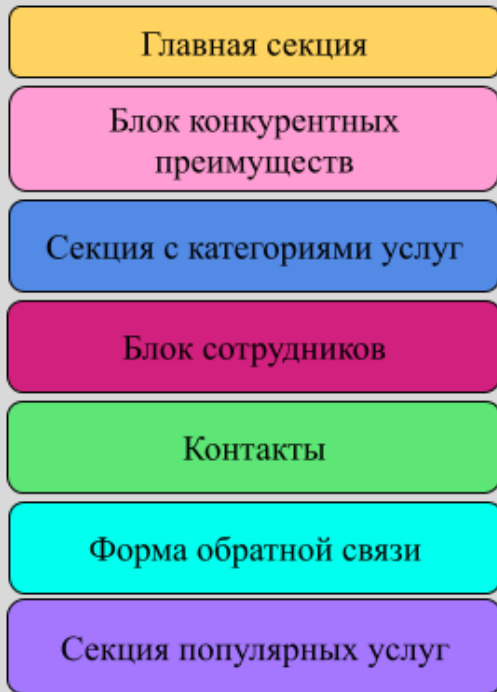 Главная секция
Блок конкурентных
преимуществ
Секция с категориями услуг
Блок сотрудников
Контакты
Форма обратной связи
Секция популярных услуг